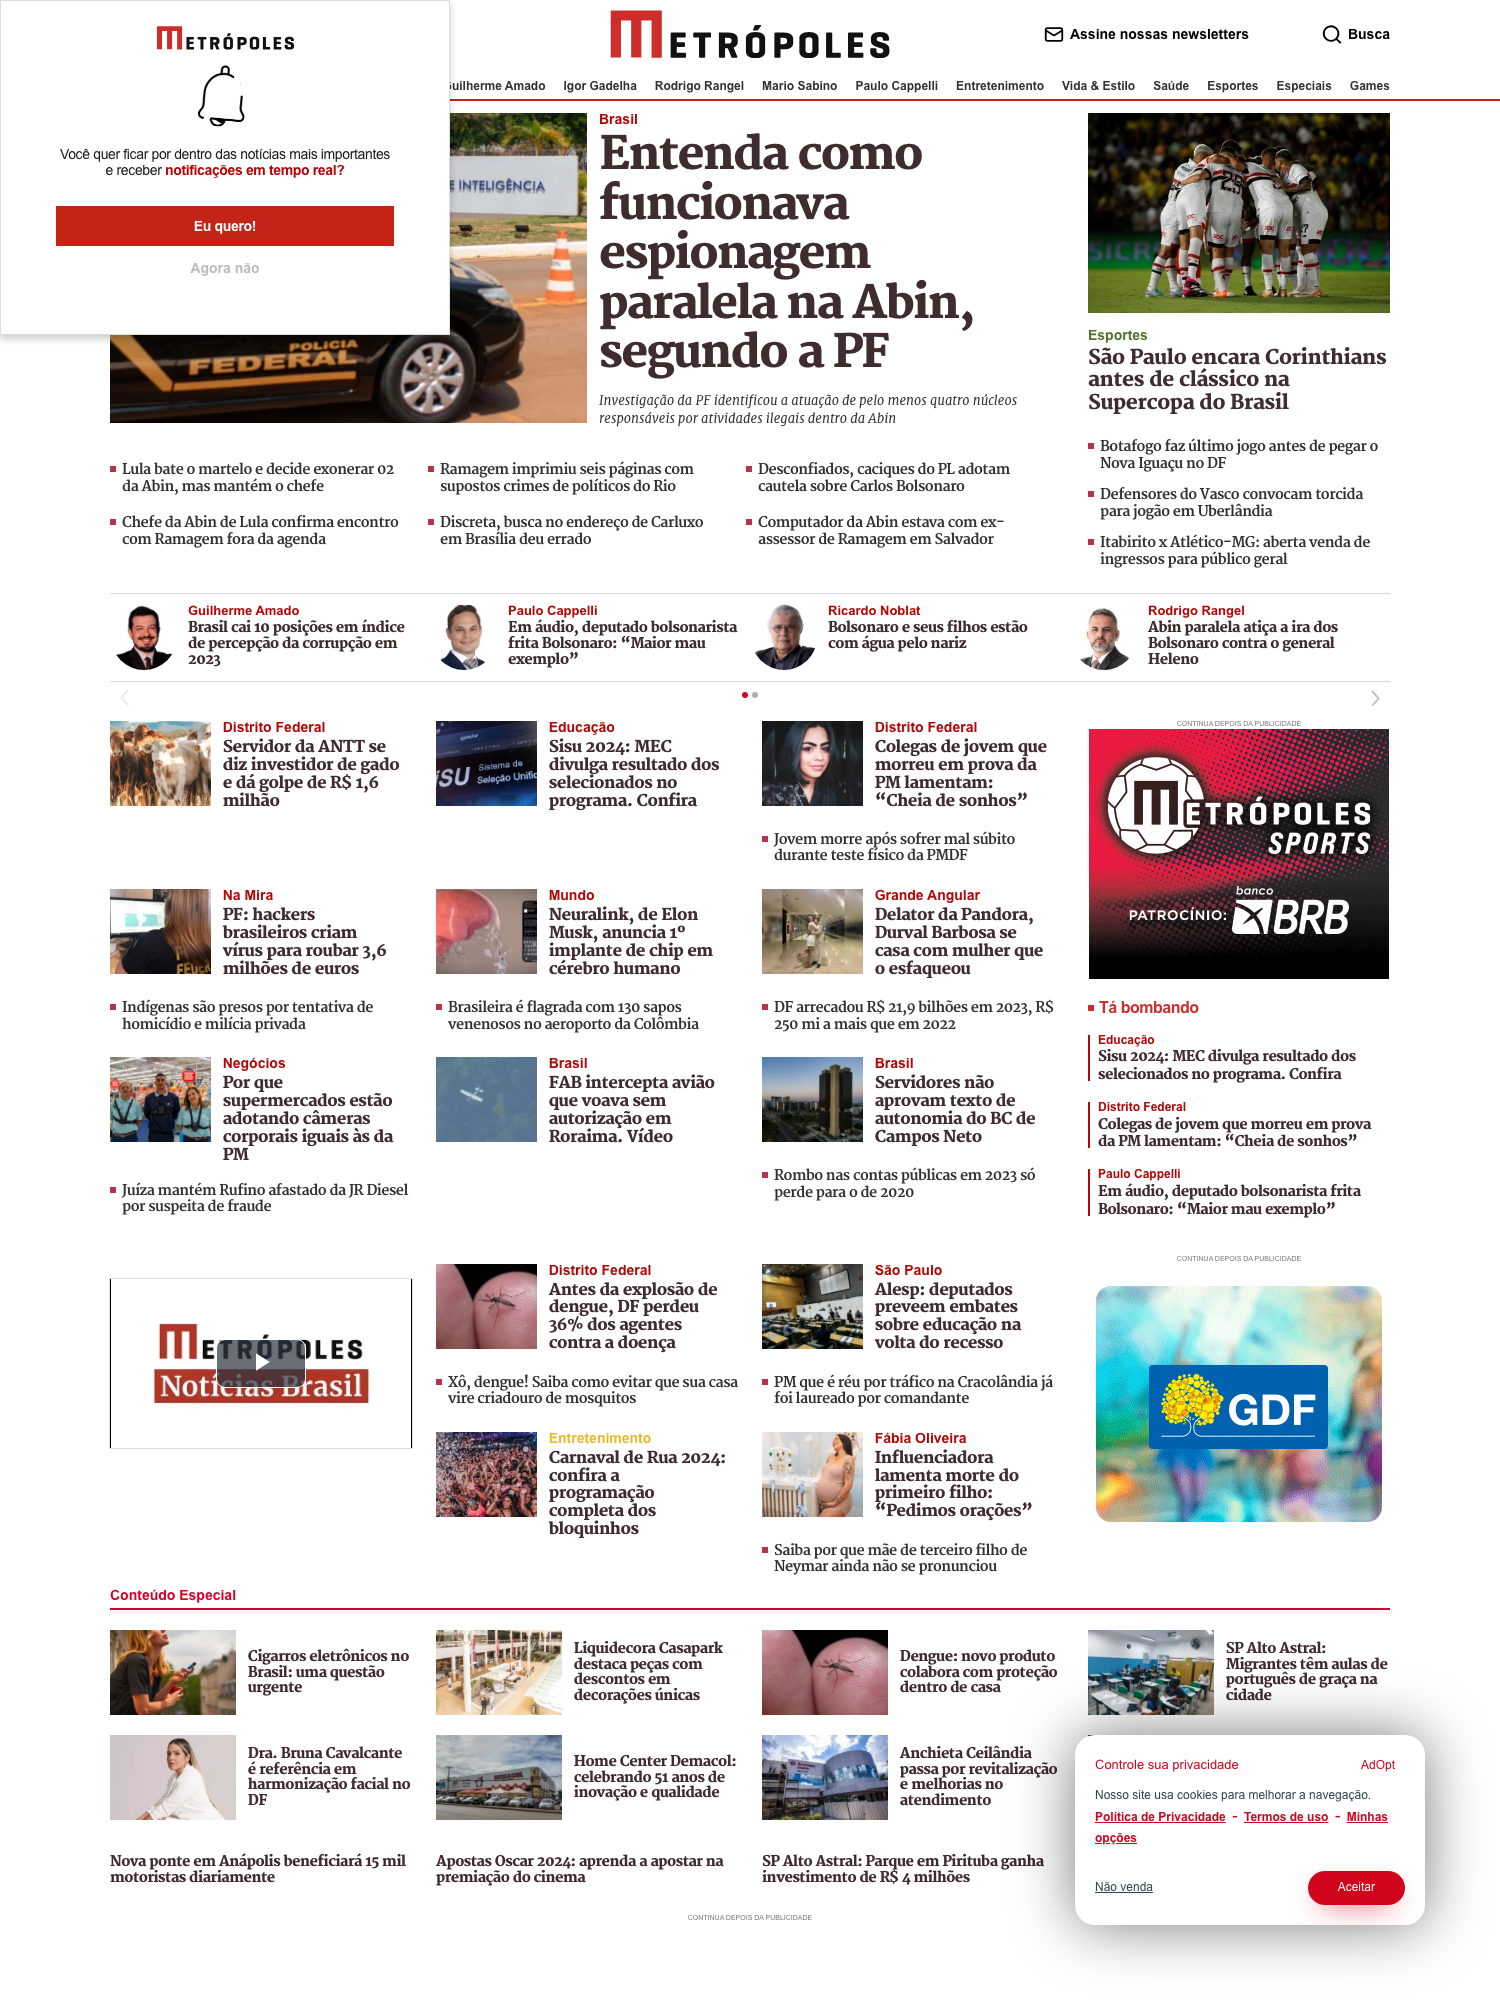 METRÓPOLES
Você quer ficar por dentro das notícias mais importantes
e receber notificações em tempo real?
Eu quero!
Agora não
METRÓPOLES
Assine nossas newsletters
Busca
Guilherme Amado Igor Gadelha Rodrigo Rangel Mario Sabino Paulo Cappelli Entretenimento Vida & Estilo Saúde Esportes Especiais Games
E INTELIGÊNCIA
POLICIA
FEDERAL
Brasil
Entenda como
funcionava
espionagem
paralela na Abin,
segundo a PF
Investigação da PF identificou a atuação de pelo menos quatro núcleos
responsáveis por atividades ilegais dentro da Abin
Esportes
São Paulo encara Corinthians
antes de clássico na
Supercopa do Brasil
Botafogo faz último jogo antes de pegar o
Nova Iguaçu no DF
Defensores do Vasco convocam torcida
para jogão em Uberlândia
Itabirito x Atlético-MG: aberta venda de
ingressos para público geral
Lula bate o martelo e decide exonerar 02
da Abin, mas mantém o chefe
Ramagem imprimiu seis páginas com
supostos crimes de políticos do Rio
Desconfiados, caciques do PL adotam
cautela sobre Carlos Bolsonaro
Chefe da Abin de Lula confirma encontro
com Ramagem fora da agenda
Discreta, busca no endereço de Carluxo
em Brasília deu errado
Computador da Abin estava com ex-
assessor de Ramagem em Salvador
Guilherme Amado
Brasil cai 10 posições em índice
de percepção da corrupção em
2023
Paulo Cappelli
Em áudio, deputado bolsonarista
frita Bolsonaro: “Maior mau
exemplo”
Ricardo Noblat
Bolsonaro e seus filhos estão
com água pelo nariz
Rodrigo Rangel
Abin paralela atiça a ira dos
Bolsonaro contra o general
Heleno
Distrito Federal
Servidor da ANTT se
diz investidor de gado
e dá golpe de R$ 1,6
milhão
iSU
Sistema de
Seleção Unific
Educação
Sisu 2024: MEC
divulga resultado dos
selecionados no
programa. Confira
Distrito Federal
Colegas de jovem que
morreu em prova da
PM lamentam:
“Cheia de sonhos”
Jovem morre após sofrer mal súbito
durante teste físico da PMDF
CONTINUA DEPOIS DA PUBLICIDADE
METRÓPOLES
SPORTS
PATROCÍNIO:
banco
BRB
Na Mira
PF: hackers
brasileiros criam
vírus para roubar 3,6
milhões de euros
Indígenas são presos por tentativa de
homicídio e milícia privada
Mundo
Neuralink, de Elon
Musk, anuncia 1º
implante de chip em
cérebro humano
Brasileira é flagrada com 130 sapos
venenosos no aeroporto da Colômbia
Grande Angular
Delator da Pandora,
Durval Barbosa se
casa com mulher que
o esfaqueou
DF arrecadou R$ 21,9 bilhões em 2023, R$
250 mi a mais que em 2022
Tá bombando
Educação
Sisu 2024: MEC divulga resultado dos
selecionados no programa. Confira
Distrito Federal
Colegas de jovem que morreu em prova
da PM lamentam: “Cheia de sonhos”
Paulo Cappelli
Em áudio, deputado bolsonarista frita
Bolsonaro: “Maior mau exemplo”
Negócios
Por que
supermercados estão
adotando câmeras
corporais iguais às da
PM
Juíza mantém Rufino afastado da JR Diesel
por suspeita de fraude
Brasil
FAB intercepta avião
que voava sem
autorização em
Roraima. Vídeo
Brasil
Servidores não
aprovam texto de
autonomia do BC de
Campos Neto
Rombo nas contas públicas em 2023 só
perde para o de 2020
METRÓPOLES
Notícias Brasil
Distrito Federal
Antes da explosão de
dengue, DF perdeu
36% dos agentes
contra a doença
Xô, dengue! Saiba como evitar que sua casa
vire criadouro de mosquitos
São Paulo
Alesp: deputados
preveem embates
sobre educação na
volta do recesso
PM que é réu por tráfico na Cracolândia já
foi laureado por comandante
CONTINUA DEPOIS DA PUBLICIDADE
GDF
Entretenimento
Carnaval de Rua 2024:
confira a
programação
completa dos
bloquinhos
Fábia Oliveira
Influenciadora
lamenta morte do
primeiro filho:
“Pedimos orações”
Saiba por que mãe de terceiro filho de
Neymar ainda não se pronunciou
Conteúdo Especial
Cigarros eletrônicos no
Brasil: uma questão
urgente
Liquidecora Casapark
destaca peças com
descontos em
decorações únicas
Dengue: novo produto
colabora com proteção
dentro de casa
SP Alto Astral:
Migrantes têm aulas de
português de graça na
cidade
Dra. Bruna Cavalcante
é referência em
harmonização facial no
DF
Home Center Demacol:
celebrando 51 anos de
inovação e qualidade
Anchieta Ceilândia
passa por revitalização
e melhorias no
atendimento
Nova ponte em Anápolis beneficiará 15 mil
motoristas diariamente
Apostas Oscar 2024: aprenda a apostar na
premiação do cinema
SP Alto Astral: Parque em Pirituba ganha
investimento de R$ 4 milhões
Controle sua privacidade
AdOpt
Nosso site usa cookies para melhorar a navegação.
Política de Privacidade - Termos de uso - Minhas
opções
Não venda
Aceitar
CONTINUA DEPOIS DA PUBLICIDADE